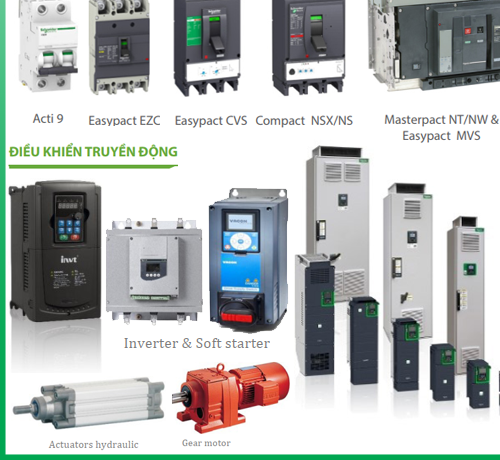 Acti 9
Easypact EZC
Easypact CVS
Compact NSX/NS
Masterpact NT/NW &
Easypact MVS
ĐIỀU KHIỂN TRUYỀN ĐỘNG
invt
Inverter & Soft starter
Actuators hydraulic
Gear motor